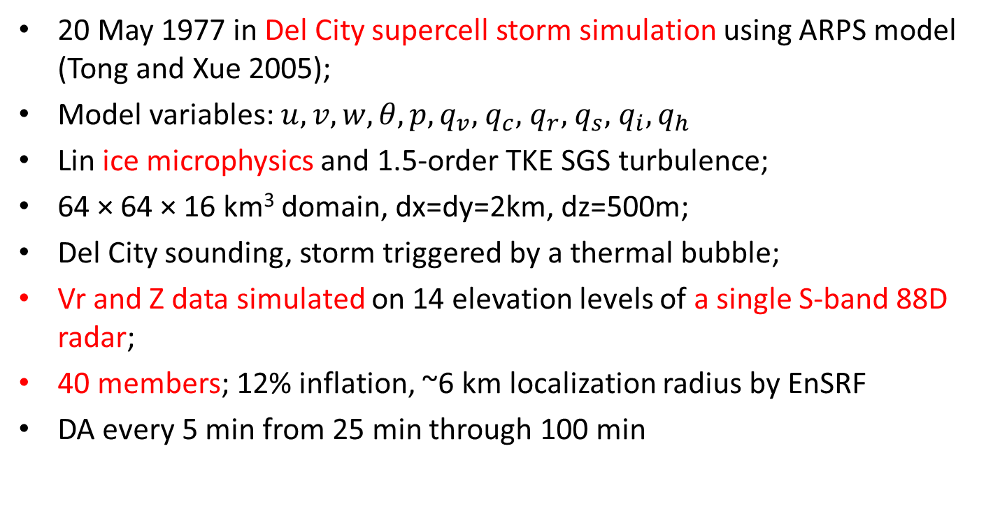 • 20 May 1977 in Del City supercell storm simulation using ARPS model
(Tong and Xue 2005);
• Model variables: u, v, w, θ, p, qᵥ, q_c, qᵣ, q_s, qᵢ, q_h
• Lin ice microphysics and 1.5-order TKE SGS turbulence;
• 64 × 64 × 16 km³ domain, dx=dy=2km, dz=500m;
• Del City sounding, storm triggered by a thermal bubble;
• Vr and Z data simulated on 14 elevation levels of a single S-band 88D
radar;
• 40 members; 12% inflation, ~6 km localization radius by EnSRF
• DA every 5 min from 25 min through 100 min